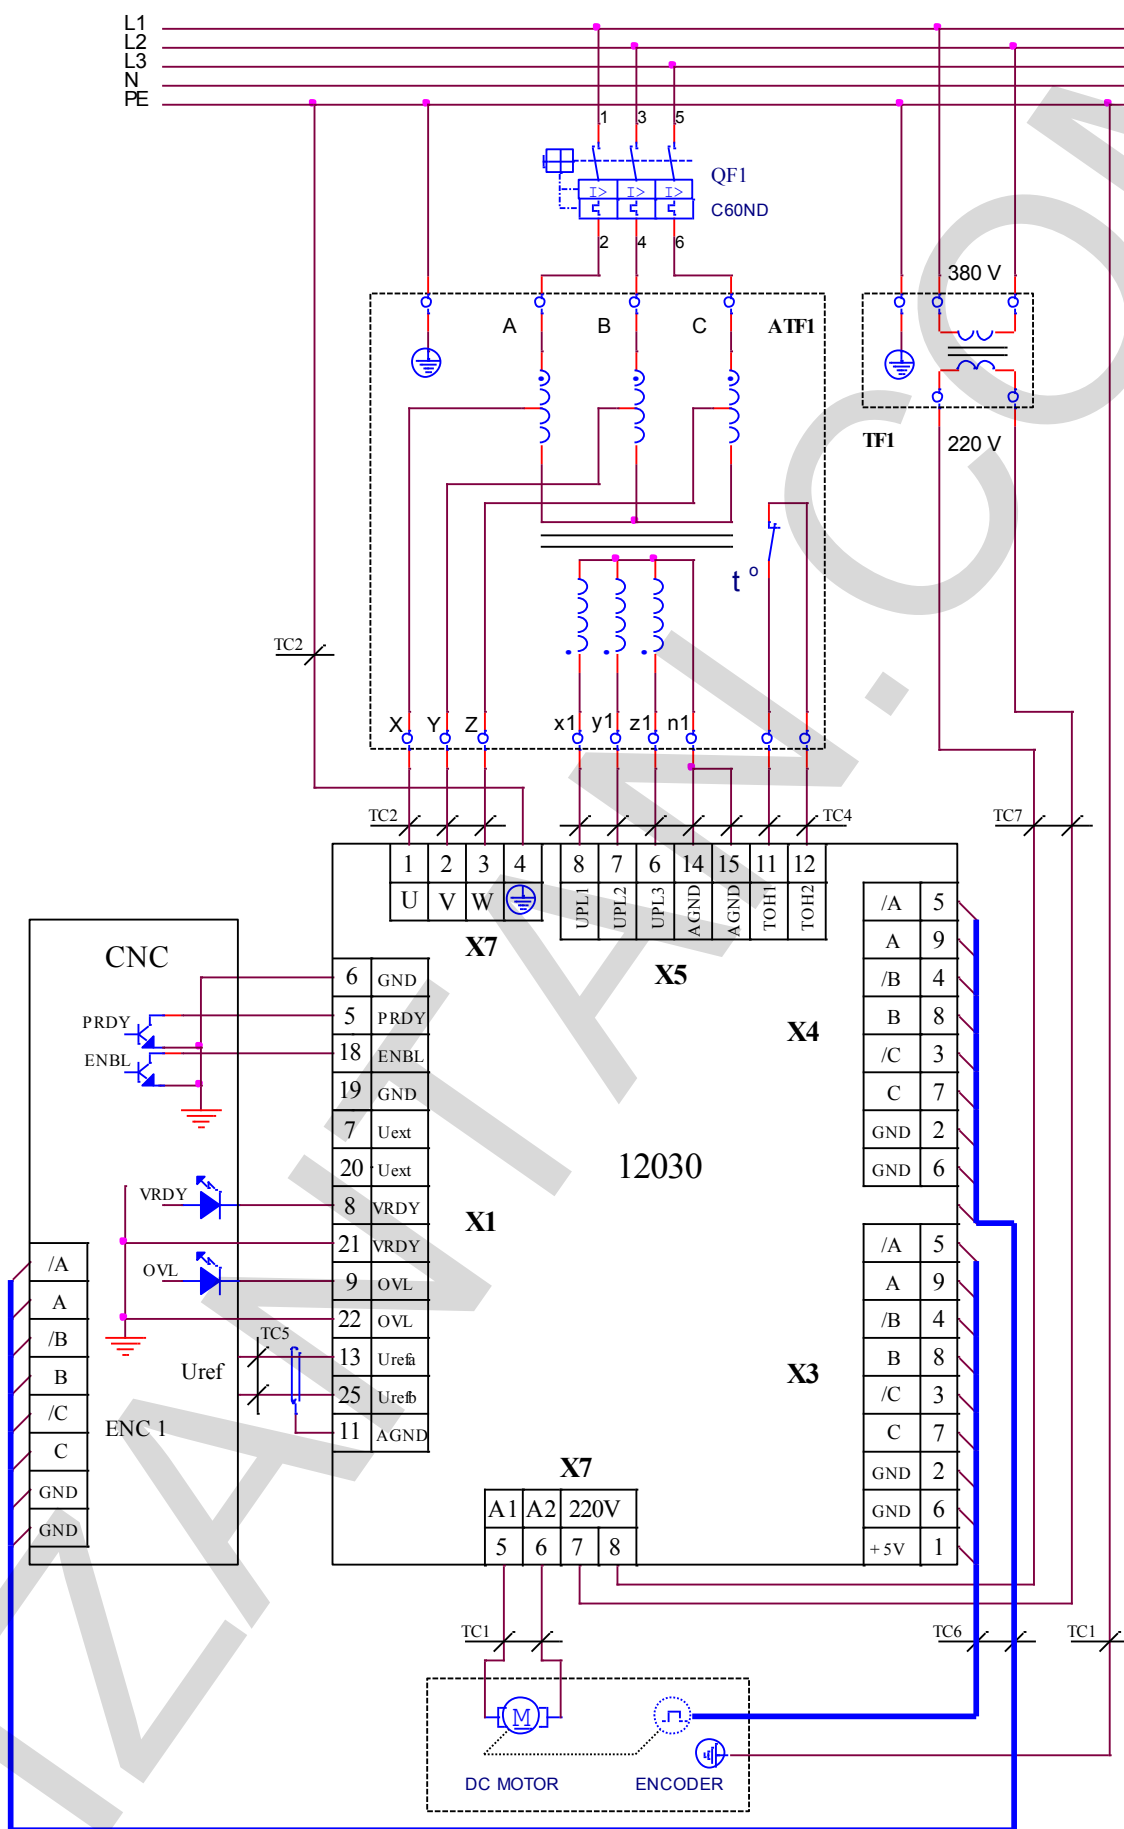 L1
L2
L3
N
PE
1 3 5
QF1
I> I> I>
C60ND
2 4 6
380 V
A B C ATF1
TF1
220 V
t °
TC2
X Y Z x1 y1 z1 n1
TC2 TC4 TC7
1 2 3 4 8 7 6 14 15 11 12
U V W UPL1 UPL2 UPL3 AGND AGND TOH1 TOH2
X7
X5
X4
/A 5
A 9
/B 4
B 8
/C 3
C 7
GND 2
GND 6
CNC
PRDY
ENBL
VRDY
OVL
TC5
Uref
ENC 1
/A
A
/B
B
/C
C
GND
GND
6 GND
5 PRDY
18 ENBL
19 GND
7 Uext
20 Uext
8 VRDY
21 VRDY
9 OVL
22 OVL
13 Urefa
25 Urefb
11 AGND
X1
12030
X3
/A 5
A 9
/B 4
B 8
/C 3
C 7
GND 2
GND 6
+5V 1
X7
A1 A2 220V
5 6 7 8
TC1 TC6 TC1
M
DC MOTOR ENCODER
IZANTAN.COM